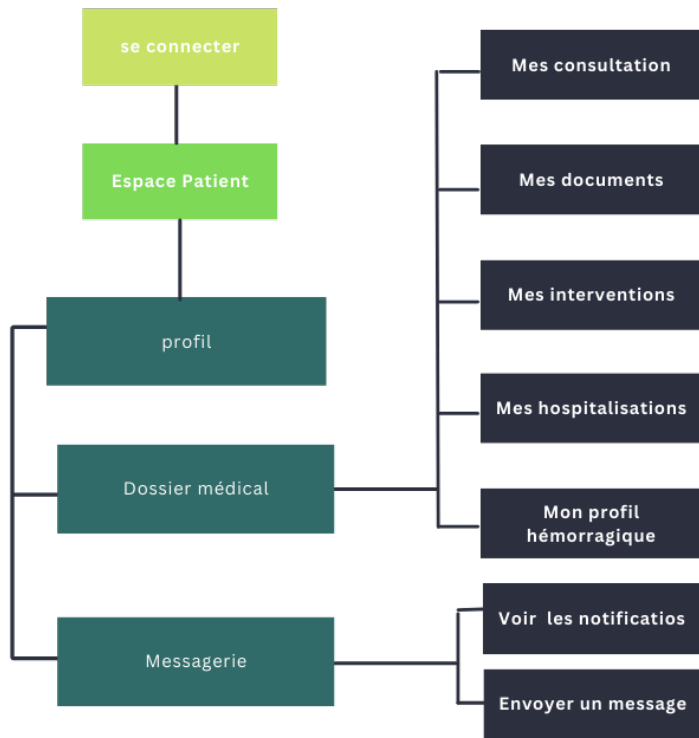 se connecter
Espace Patient
profil
Dossier médical
Messagerie
Mes consultation
Mes documents
Mes interventions
Mes hospitalisations
Mon profil
hémorragique
Voir les notificatios
Envoyer un message